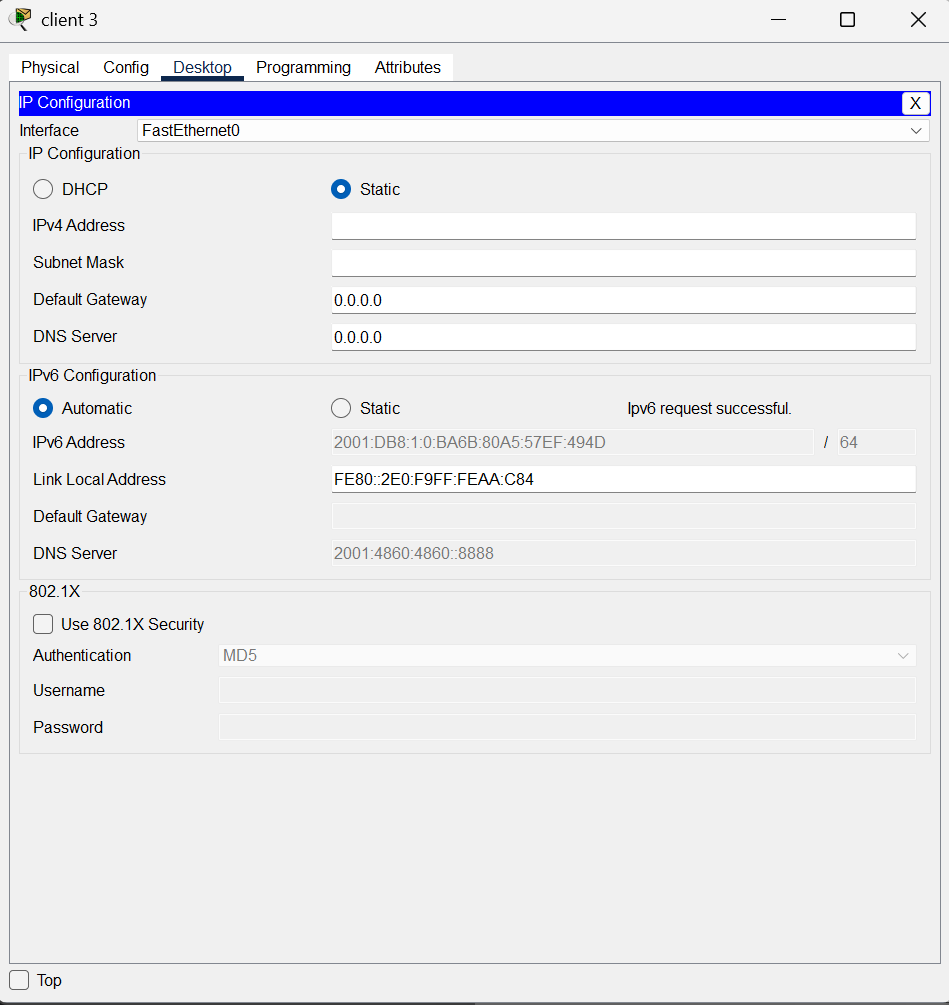 client 3
Physical Config Desktop Programming Attributes
IP Configuration X
Interface FastEthernet0
IP Configuration
DHCP Static
IPv4 Address
Subnet Mask
Default Gateway 0.0.0.0
DNS Server 0.0.0.0
IPv6 Configuration
Automatic Static Ipv6 request successful.
IPv6 Address 2001:DB8:1:0:BA6B:80A5:57EF:494D / 64
Link Local Address FE80::2E0:F9FF:FEAA:C84
Default Gateway
DNS Server 2001:4860:4860::8888
802.1X
Use 802.1X Security
Authentication MD5
Username
Password
Top